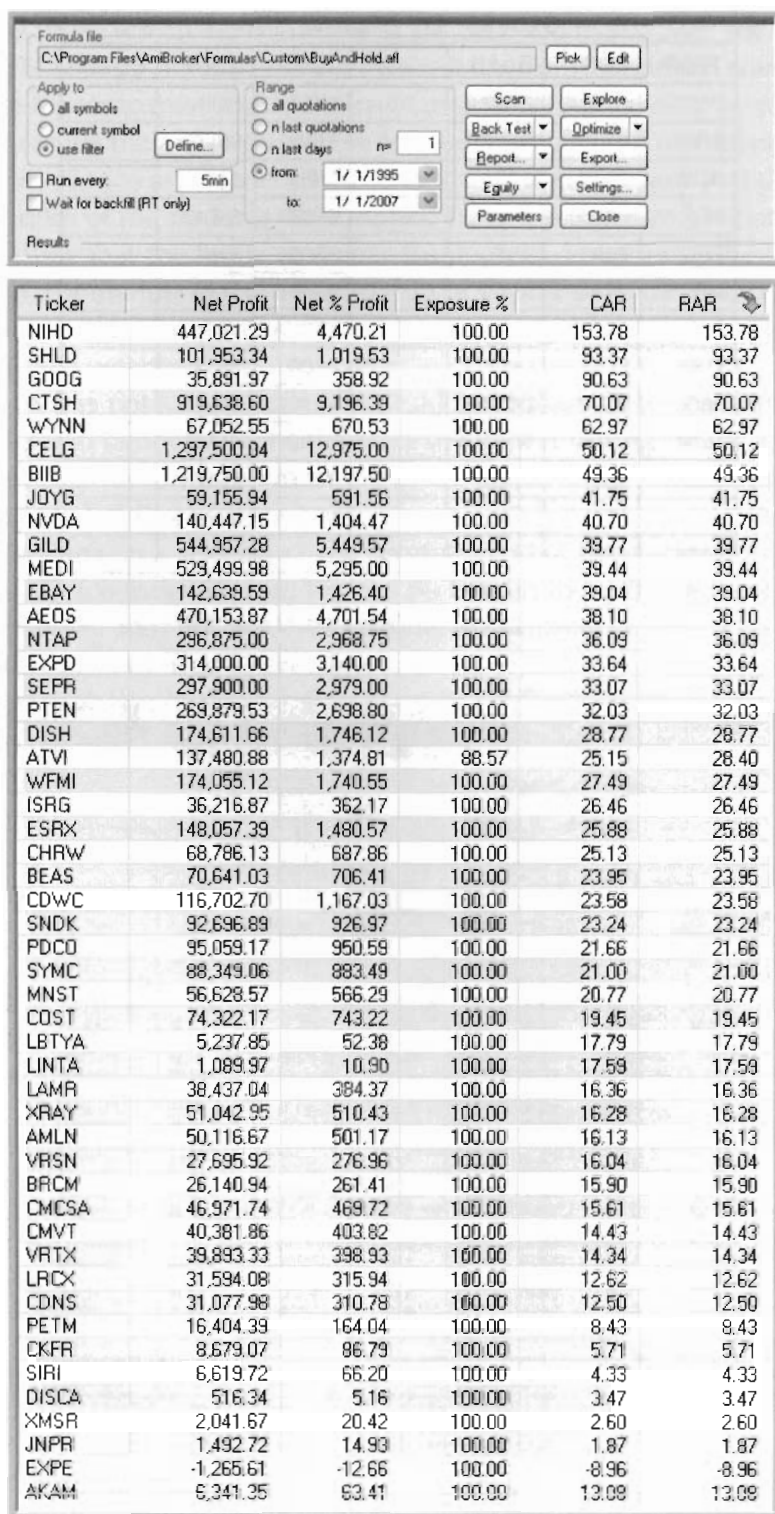 Formula file
C:\Program Files\AmiBroker\Formulas\Custom\BuyAndHold.afl Pick Edit
Apply to Range
all symbols all quotations Scan Explore
current symbol n last quotations Back Test Optimize
use filter Define... n last days n= 1 Report... Export...
Run every: 5min from: 1/ 1/1995 Equity Settings...
Wait for backfill (RT only) to: 1/ 1/2007 Parameters Close
Results
Ticker Net Profit Net % Profit Exposure % CAR RAR
NIHD 447,021.29 4,470.21 100.00 153.78 153.78
SHLD 101,953.34 1,019.53 100.00 93.37 93.37
GOOG 35,891.97 358.92 100.00 90.63 90.63
CTSH 919,638.60 9,196.39 100.00 70.07 70.07
WYNN 67,052.55 670.53 100.00 62.97 62.97
CELG 1,297,500.04 12,975.00 100.00 50.12 50.12
BIIB 1,219,750.00 12,197.50 100.00 49.36 49.36
JOYG 59,155.94 591.56 100.00 41.75 41.75
NVDA 140,447.15 1,404.47 100.00 40.70 40.70
GILD 544,957.28 5,449.57 100.00 39.77 39.77
MEDI 529,499.98 5,295.00 100.00 39.44 39.44
EBAY 142,639.59 1,426.40 100.00 39.04 39.04
AEOS 470,153.87 4,701.54 100.00 38.10 38.10
NTAP 296,875.00 2,968.75 100.00 36.09 36.09
EXPD 314,000.00 3,140.00 100.00 33.64 33.64
SEPR 297,900.00 2,979.00 100.00 33.07 33.07
PTEN 269,879.53 2,698.80 100.00 32.03 32.03
DISH 174,611.66 1,746.12 100.00 28.77 28.77
ATVI 137,480.88 1,374.81 88.57 25.15 28.40
WFMI 174,055.12 1,740.55 100.00 27.49 27.49
ISRG 36,216.87 362.17 100.00 26.46 26.46
ESRX 148,057.39 1,480.57 100.00 25.88 25.88
CHRW 68,786.13 687.86 100.00 25.13 25.13
BEAS 70,641.03 706.41 100.00 23.95 23.95
CDWC 116,702.70 1,167.03 100.00 23.58 23.58
SNDK 92,696.89 926.97 100.00 23.24 23.24
PDCO 95,059.17 950.59 100.00 21.66 21.66
SYMC 88,349.06 883.49 100.00 21.00 21.00
MNST 56,628.57 566.29 100.00 20.77 20.77
COST 74,322.17 743.22 100.00 19.45 19.45
LBTYA 5,237.85 52.38 100.00 17.79 17.79
LINTA 1,089.97 10.90 100.00 17.59 17.59
LAMR 38,437.04 384.37 100.00 16.36 16.36
XRAY 51,042.95 510.43 100.00 16.28 16.28
AMLN 50,116.67 501.17 100.00 16.13 16.13
VRSN 27,695.92 276.96 100.00 16.04 16.04
BRCM 26,140.94 261.41 100.00 15.90 15.90
CMCSA 46,971.74 469.72 100.00 15.61 15.61
CMVT 40,381.86 403.82 100.00 14.43 14.43
VRTX 39,893.33 398.93 100.00 14.34 14.34
LRCX 31,594.08 315.94 100.00 12.62 12.62
CDNS 31,077.98 310.78 100.00 12.50 12.50
PETM 16,404.39 164.04 100.00 8.43 8.43
CKFR 8,679.07 86.79 100.00 5.71 5.71
SIRI 6,619.72 66.20 100.00 4.33 4.33
DISCA 516.34 5.16 100.00 3.47 3.47
XMSR 2,041.67 20.42 100.00 2.60 2.60
JNPR 1,492.72 14.93 100.00 1.87 1.87
EXPE -1,265.61 -12.66 100.00 -8.96 -8.96
AKAM 6,341.35 63.41 100.00 13.08 13.08